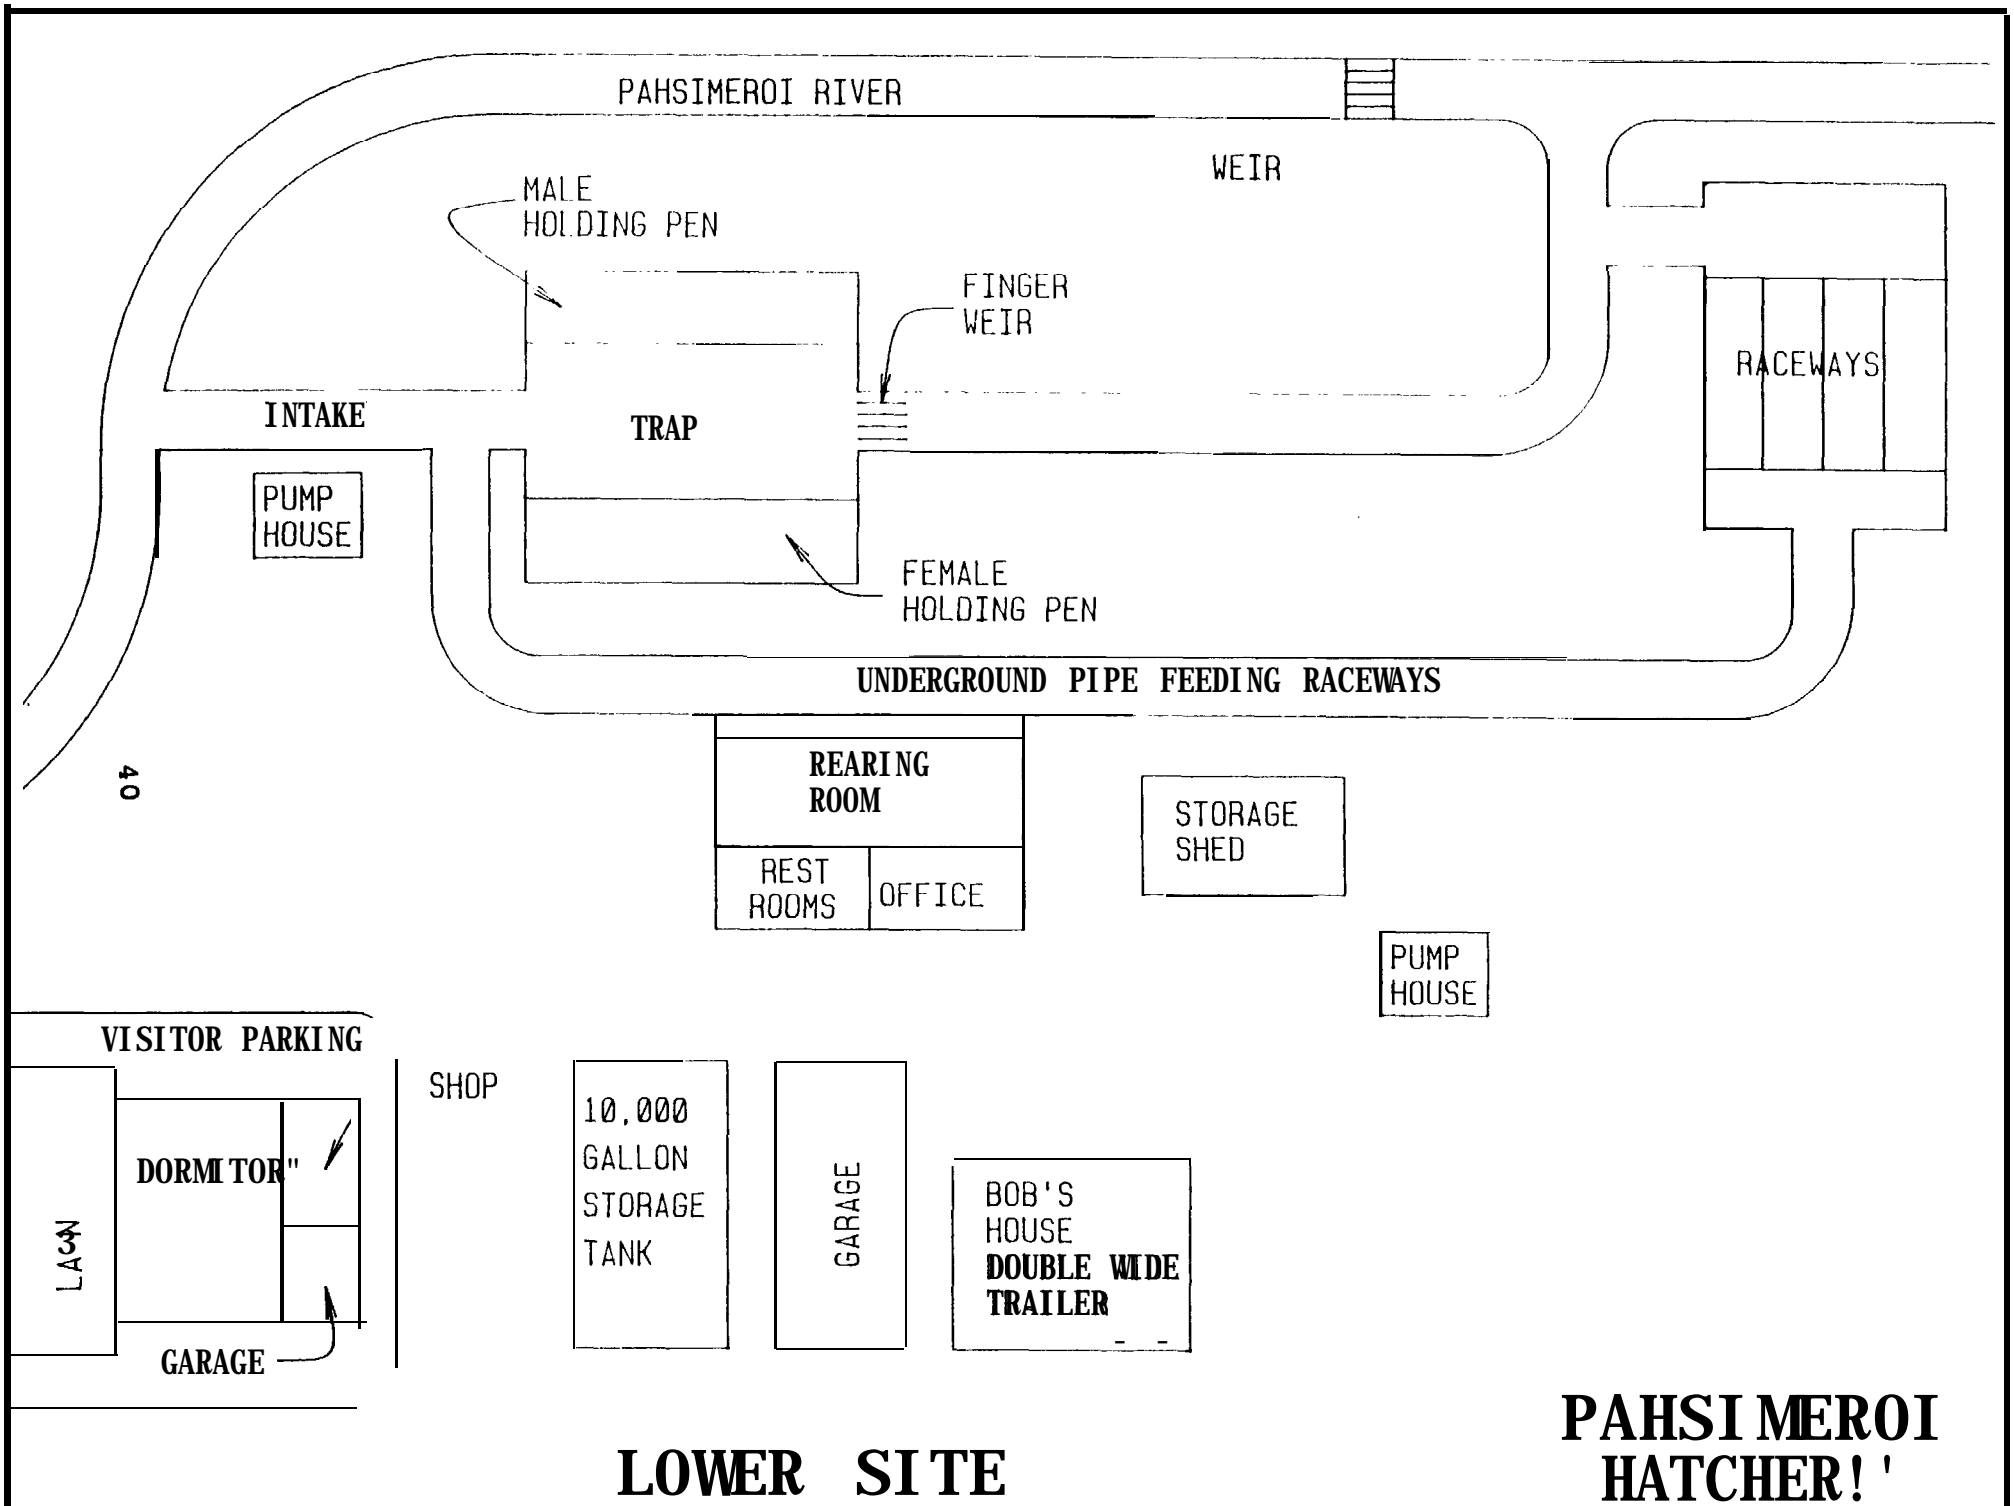 PAHSIMEROI RIVER
WEIR
MALE
HOLDING PEN
FINGER
WEIR
RACEWAYS
INTAKE
TRAP
PUMP
HOUSE
FEMALE
HOLDING PEN
UNDERGROUND PIPE FEEDING RACEWAYS
40
REARING
ROOM
STORAGE
SHED
REST
ROOMS
OFFICE
PUMP
HOUSE
VISITOR PARKING
SHOP
10,000
GALLON
STORAGE
TANK
GARAGE
DORMITOR"
BOB'S
HOUSE
DOUBLE WIDE
TRAILER
GARAGE
PAHSIMEROI
HATCHER!'
LOWER SITE